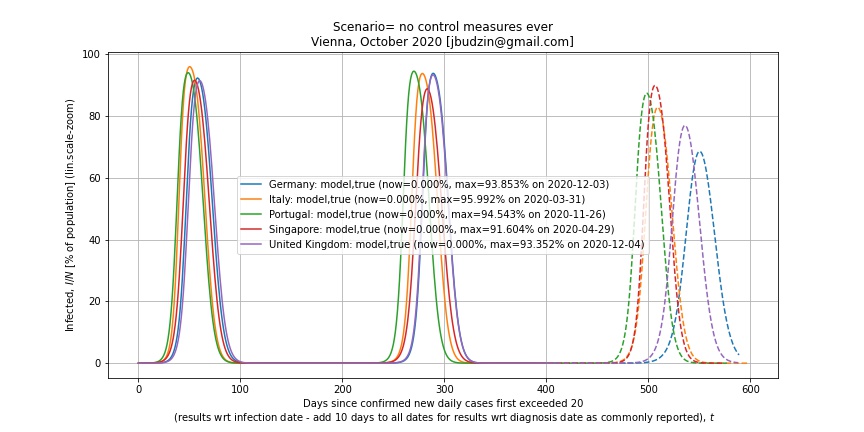 Scenario= no control measures ever
Vienna, October 2020 [jbudzin@gmail.com]
Infected, I/N [% of population] (lin.scale-zoom)
100
80
60
40
20
0
Germany: model,true (now=0.000%, max=93.853% on 2020-12-03)
Italy: model,true (now=0.000%, max=95.992% on 2020-03-31)
Portugal: model,true (now=0.000%, max=94.543% on 2020-11-26)
Singapore: model,true (now=0.000%, max=91.604% on 2020-04-29)
United Kingdom: model,true (now=0.000%, max=93.352% on 2020-12-04)
0 100 200 300 400 500 600
Days since confirmed new daily cases first exceeded 20
(results wrt infection date - add 10 days to all dates for results wrt diagnosis date as commonly reported), t